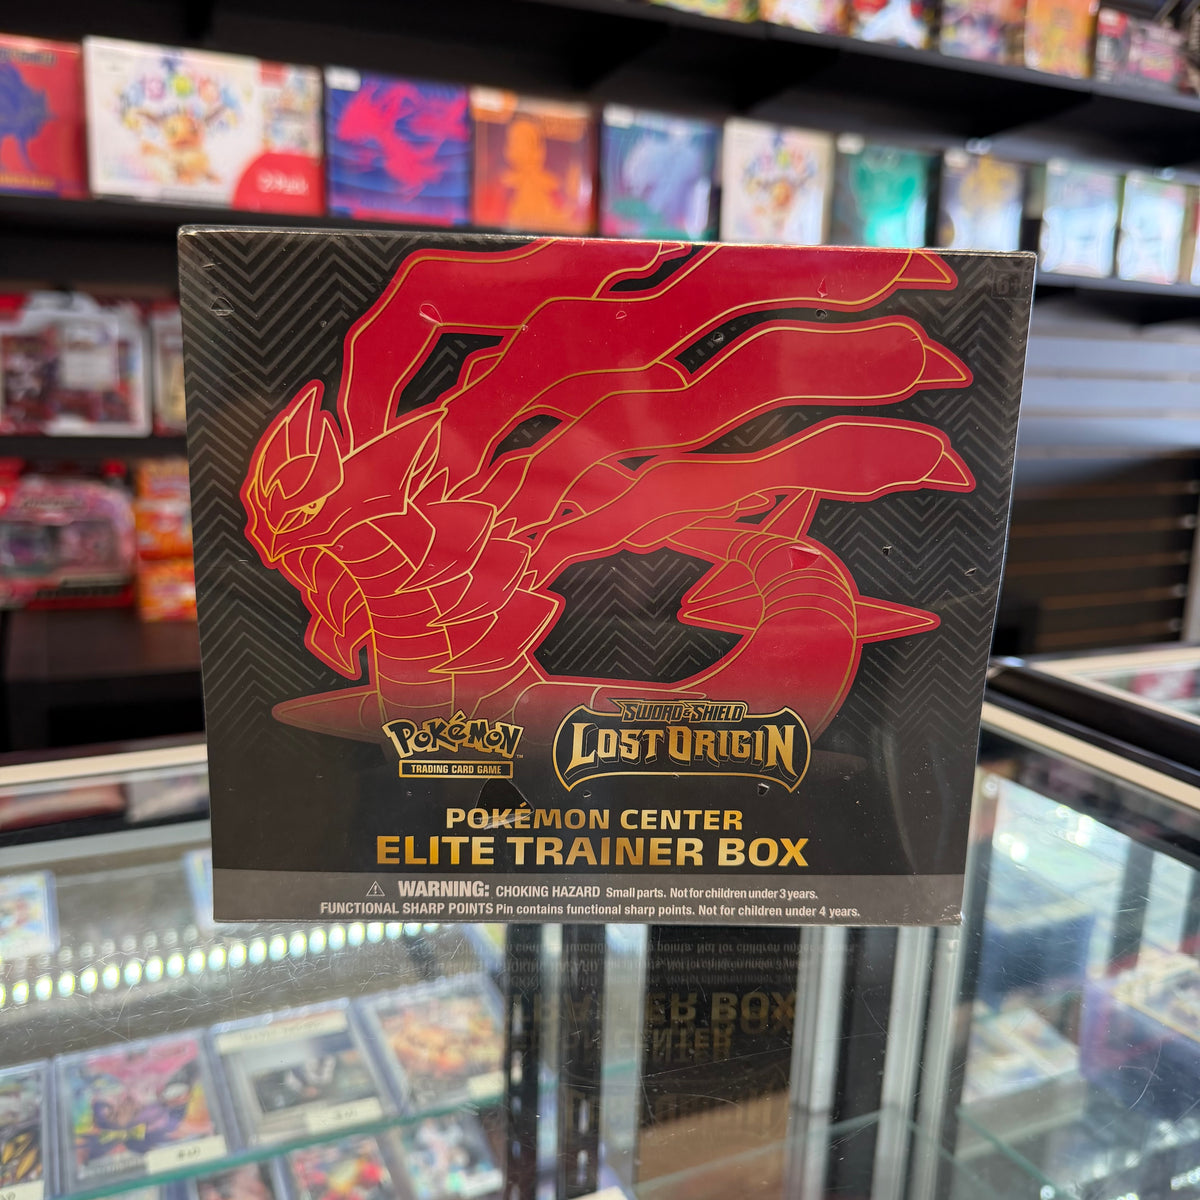 6+
POKéMON
TRADING CARD GAME
SWORD & SHIELD
LOST ORIGIN
POKÉMON CENTER
ELITE TRAINER BOX
WARNING: CHOKING HAZARD Small parts. Not for children under 3 years.
FUNCTIONAL SHARP POINTS Pin contains functional sharp points. Not for children under 4 years.